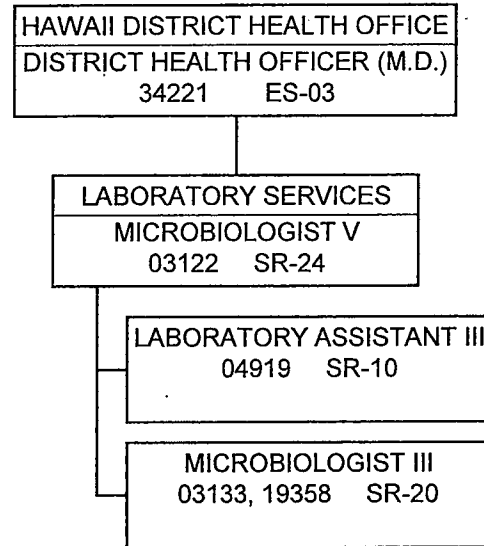 HAWAII DISTRICT HEALTH OFFICE
DISTRICT HEALTH OFFICER (M.D.)
34221 ES-03
LABORATORY SERVICES
MICROBIOLOGIST V
03122 SR-24
LABORATORY ASSISTANT III
04919 SR-10
MICROBIOLOGIST III
03133, 19358 SR-20